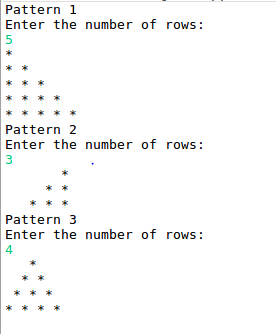 Pattern 1
Enter the number of rows:
5
*
* *
* * *
* * * *
* * * * *
Pattern 2
Enter the number of rows:
3
        *
      * *
    * * *
Pattern 3
Enter the number of rows:
4
   *
  * *
 * * *
* * * *